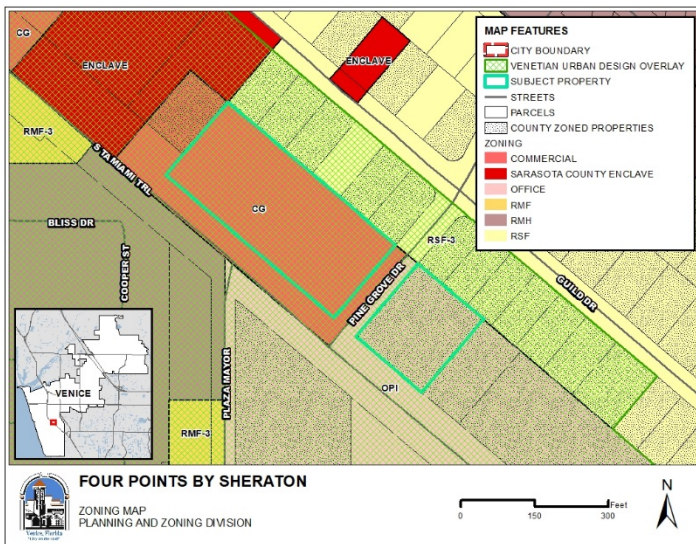 CG
ENCLAVE
ENCLAVE
RMF-3
S TAMIAMI TRL
BLISS DR
COOPER ST
CG
RSF-3
PINE GROVE DR
GUILD DR
PLAZA MAYOR
OPI
RMF-3
VENICE
MAP FEATURES
CITY BOUNDARY
VENETIAN URBAN DESIGN OVERLAY
SUBJECT PROPERTY
STREETS
PARCELS
COUNTY ZONED PROPERTIES
ZONING
COMMERCIAL
SARASOTA COUNTY ENCLAVE
OFFICE
RMF
RMH
RSF
FOUR POINTS BY SHERATON
ZONING MAP
PLANNING AND ZONING DIVISION
Venice, Florida
Feet
0 150 300
N